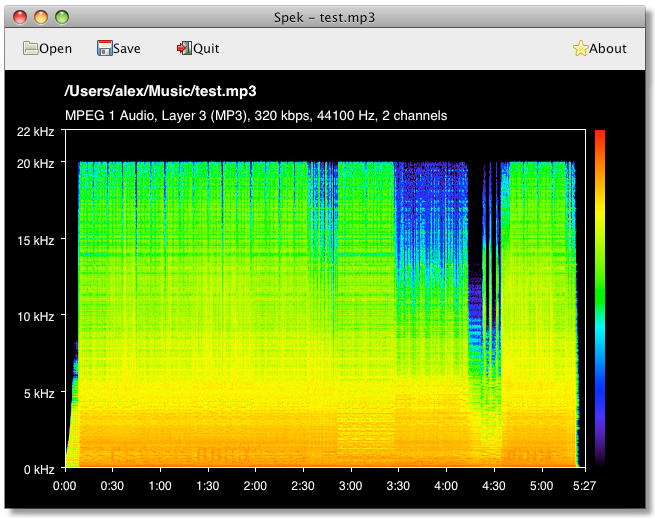 Spek – test.mp3
Open Save Quit About
/Users/alex/Music/test.mp3
MPEG 1 Audio, Layer 3 (MP3), 320 kbps, 44100 Hz, 2 channels
22 kHz
20 kHz
15 kHz
10 kHz
5 kHz
0 kHz
0:00 0:30 1:00 1:30 2:00 2:30 3:00 3:30 4:00 4:30 5:00 5:27